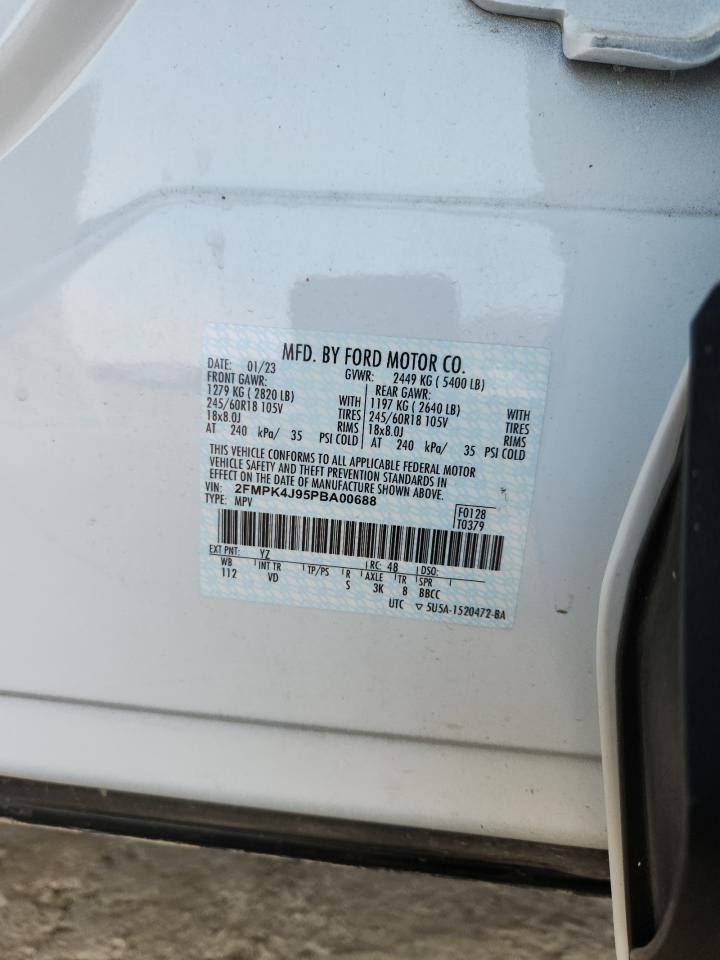 MFD. BY FORD MOTOR CO.
DATE: 01/23 GVWR: 2449 KG ( 5400 LB)
FRONT GAWR: REAR GAWR:
1279 KG ( 2820 LB) WITH 1197 KG ( 2640 LB) WITH
245/60R18 105V TIRES 245/60R18 105V TIRES
18x8.0J RIMS 18x8.0J RIMS
AT 240 kPa/ 35 PSI COLD AT 240 kPa/ 35 PSI COLD
THIS VEHICLE CONFORMS TO ALL APPLICABLE FEDERAL MOTOR
VEHICLE SAFETY AND THEFT PREVENTION STANDARDS IN
EFFECT ON THE DATE OF MANUFACTURE SHOWN ABOVE.
VIN: 2FMPK4J95PBA00688 F0128
TYPE: MPV T0379
EXT PNT: YZ RC: 48 DSO:
WB INT TR TP/PS R AXLE TR SPR
112 VD S 3K 8 BBCC
UTC ▽ 5U5A-1520472-BA